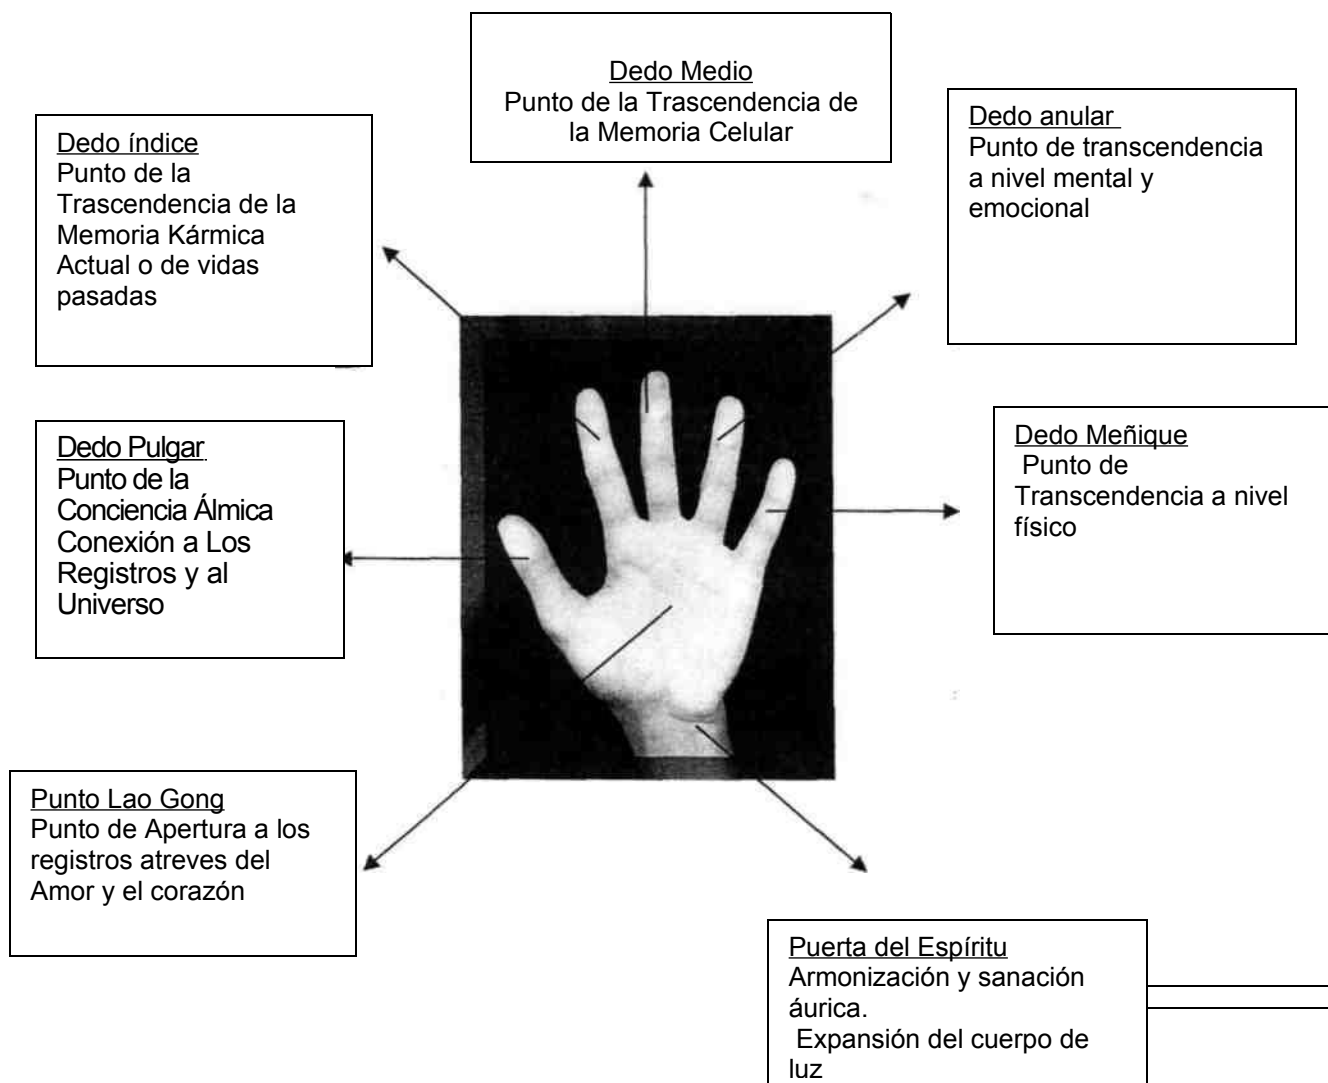 Dedo Medio
Punto de la Trascendencia de
la Memoria Celular
Dedo índice
Punto de la
Trascendencia de la
Memoria Kármica
Actual o de vidas
pasadas
Dedo anular
Punto de transcendencia
a nivel mental y
emocional
Dedo Pulgar
Punto de la
Conciencia Álmica
Conexión a Los
Registros y al
Universo
Dedo Meñique
Punto de
Transcendencia a nivel
físico
Punto Lao Gong
Punto de Apertura a los
registros atreves del
Amor y el corazón
Puerta del Espíritu
Armonización y sanación
áurica.
Expansión del cuerpo de
luz